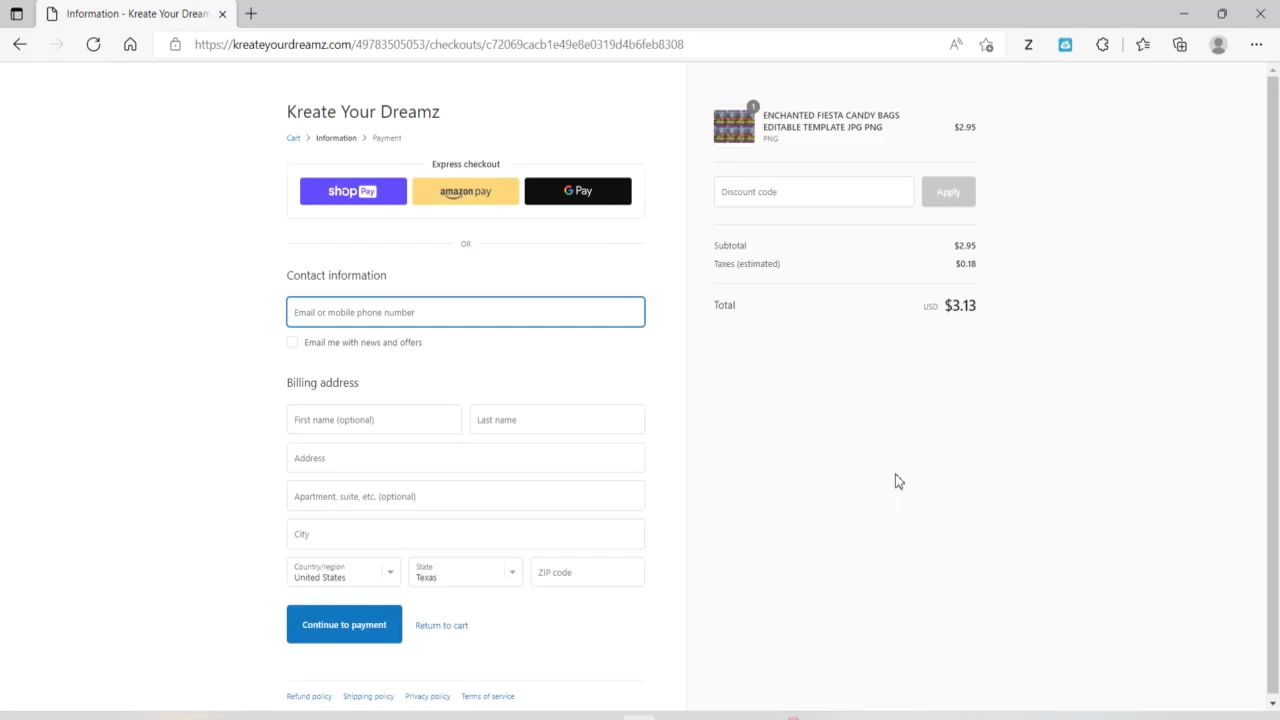 Information - Kreate Your Dream
https://kreateyourdreamz.com/49783505053/checkouts/c72069cacb1e49e8e0319d4b6feb8308
Kreate Your Dreamz
Cart > Information > Payment
Express checkout
shop Pay
amazon pay
G Pay
OR
Contact information
Email or mobile phone number
Email me with news and offers
Billing address
First name (optional)
Last name
Address
Apartment, suite, etc. (optional)
City
Country/region
United States
State
Texas
ZIP code
Continue to payment
Return to cart
Refund policy
Shipping policy
Privacy policy
Terms of service
1
ENCHANTED FIESTA CANDY BAGS
EDITABLE TEMPLATE JPG PNG
PNG
$2.95
Discount code
Apply
Subtotal $2.95
Taxes (estimated) $0.18
Total USD $3.13